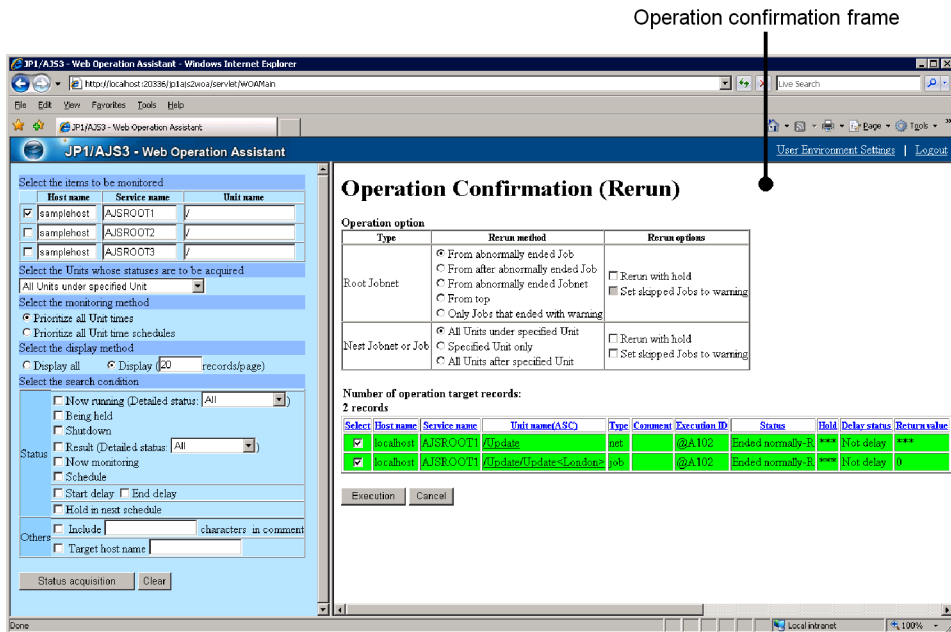 Operation confirmation frame
JP1/AJS3 - Web Operation Assistant - Windows Internet Explorer
http://localhost:20336/jp1ajs2woa/servlet/WOAMain
Live Search
File Edit View Favorites Tools Help
JP1/AJS3 - Web Operation Assistant
Page Tools
JP1/AJS3 - Web Operation Assistant
User Environment Settings | Logout
Select the items to be monitored
Host name Service name Unit name
samplehost AJSROOT1 /
samplehost AJSROOT2 /
samplehost AJSROOT3 /
Select the Units whose statuses are to be acquired
All Units under specified Unit
Select the monitoring method
Prioritize all Unit times
Prioritize all Unit time schedules
Select the display method
Display all Display (20 records/page)
Select the search condition
Status
Now running (Detailed status: All )
Being held
Shutdown
Result (Detailed status: All )
Now monitoring
Schedule
Start delay End delay
Hold in next schedule
Others
Include characters in comment
Target host name
Status acquisition Clear
Operation Confirmation (Rerun)
Operation option
Type Rerun method Rerun options
Root Jobnet
From abnormally ended Job
From after abnormally ended Job
From abnormally ended Jobnet
From top
Only Jobs that ended with warning
Rerun with hold
Set skipped Jobs to warning
Nest Jobnet or Job
All Units under specified Unit
Specified Unit only
All Units after specified Unit
Rerun with hold
Set skipped Jobs to warning
Number of operation target records:
2 records
Select Host name Service name Unit name(ASC) Type Comment Execution ID Status Hold Delay status Return value
localhost AJSROOT1 /Update net @A102 Ended normally-R *** Not delay ***
localhost AJSROOT1 /Update/Update<London> job @A102 Ended normally-R *** Not delay 0
Execution Cancel
Done Local intranet 100%